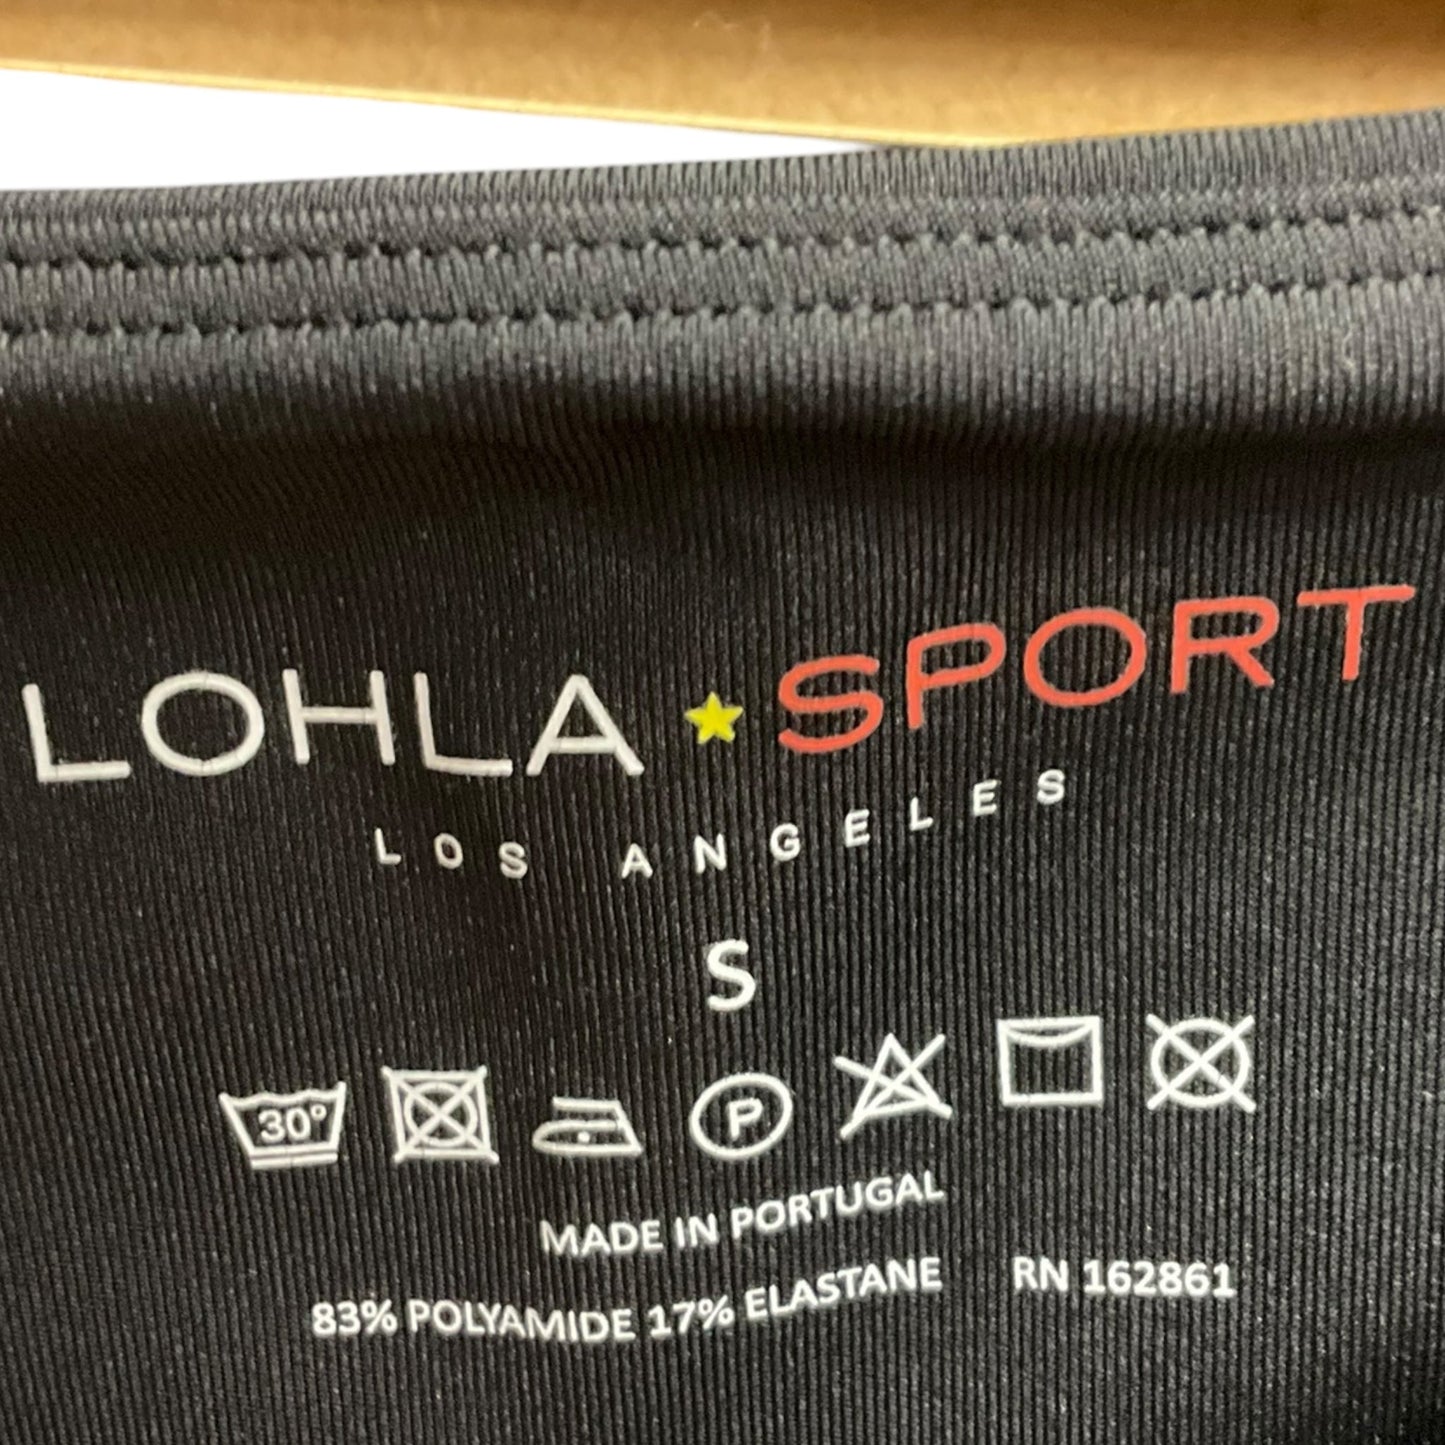 LOHLA★SPORT
LOS ANGELES
S
30° P
MADE IN PORTUGAL
83% POLYAMIDE 17% ELASTANE RN 162861